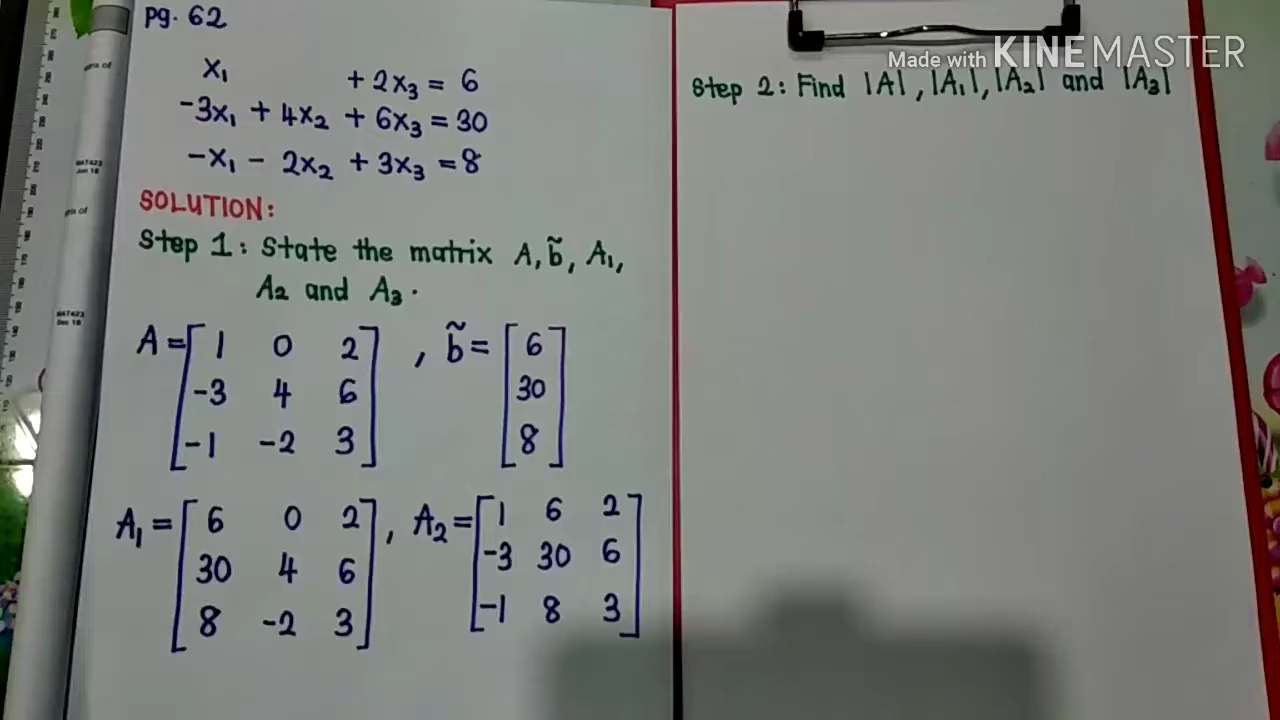 pg. 62
x₁ + 2x₃ = 6
-3x₁ + 4x₂ + 6x₃ = 30
-x₁ - 2x₂ + 3x₃ = 8
SOLUTION:
Step 1: State the matrix A, b̃, A₁,
A₂ and A₃.
A = [1 0 2
-3 4 6
-1 -2 3] , b̃ = [6
30
8]
A₁ = [6 0 2
30 4 6
8 -2 3] , A₂ = [1 6 2
-3 30 6
-1 8 3]
Made with KINEMASTER
Step 2: Find |A|, |A₁|, |A₂| and |A₃|
MAT423